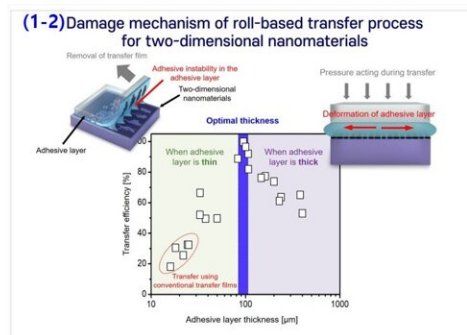 (1-2) Damage mechanism of roll-based transfer process
for two-dimensional nanomaterials
Removal of transfer film
Adhesive instability in the
adhesive layer
Two-dimensional
nanomaterials
Adhesive layer
Pressure acting during transfer
Deformation of adhesive layer
Optimal thickness
When adhesive
layer is thin
When adhesive
layer is thick
Transfer using
conventional transfer films
Transfer efficiency [%]
100
80
60
40
20
0
10
100
1000
Adhesive layer thickness [µm]